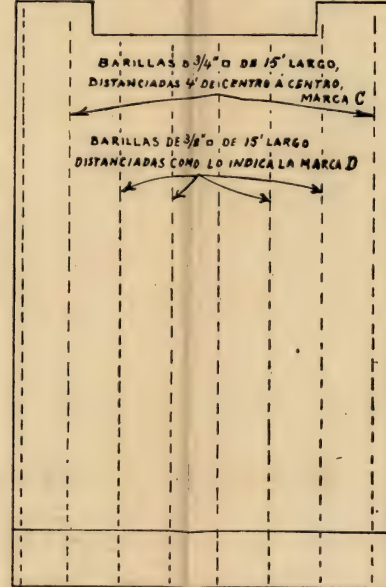 BARILLAS D 3/4" □ DE 15' LARGO,
DISTANCIADAS 4' DE CENTRO Á CENTRO,
MARCA C
BARILLAS DE 3/8" □ DE 15' LARGO
DISTANCIADAS COMO LO INDICA LA MARCA D